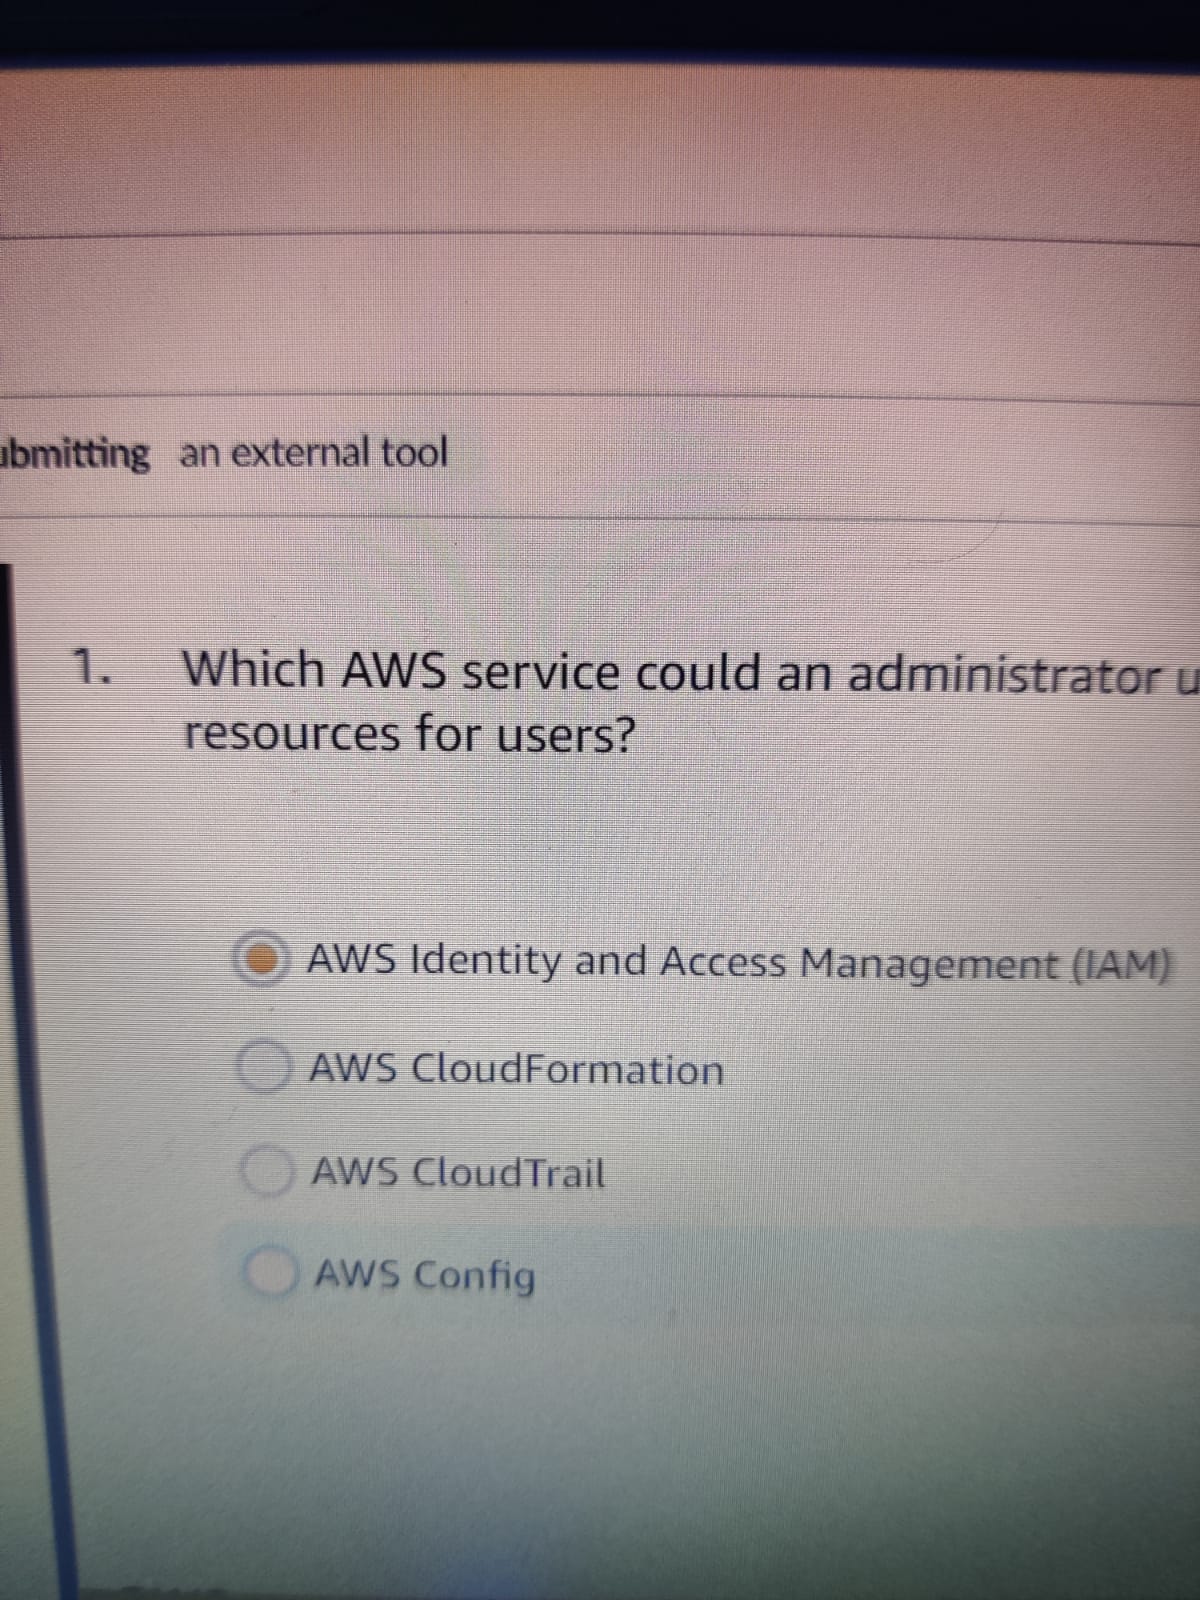 ubmitting an external tool
1. Which AWS service could an administrator u
resources for users?
AWS Identity and Access Management (IAM)
AWS CloudFormation
AWS CloudTrail
AWS Config